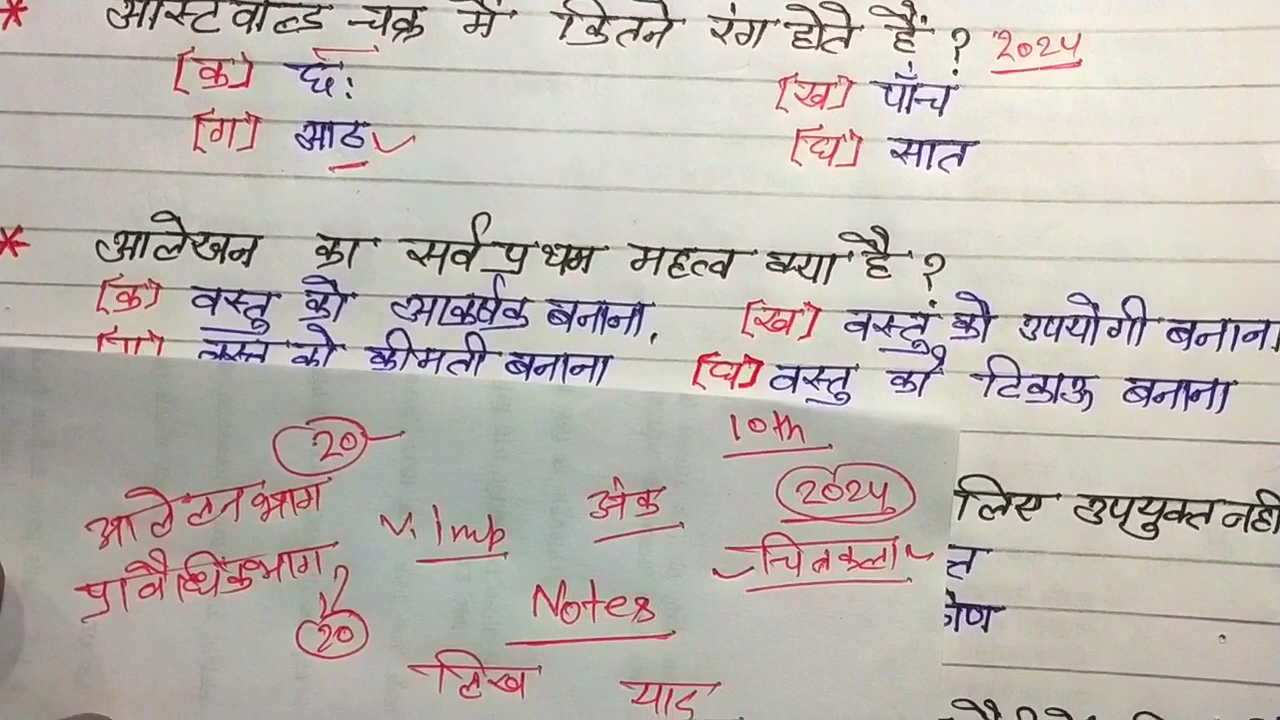 * आस्टवाल्ड चक्र में कितने रंग होते हैं ? 2024
[क] छ: [ख] पाँच
[ग] आठ [घ] सात
* आलेखन का सर्वप्रथम महत्व क्या है ?
[क] वस्तु को आकर्षक बनाना, [ख] वस्तु को उपयोगी बनाना
[ग] वस्तु को कीमती बनाना [घ] वस्तु को टिकाऊ बनाना
20 10th
आलेखन भाग V. Imp अंक 2024 लिए उपयुक्त नहीं
प्राविधिक भाग चित्रकला त
Notes कोण
20
लिख याद